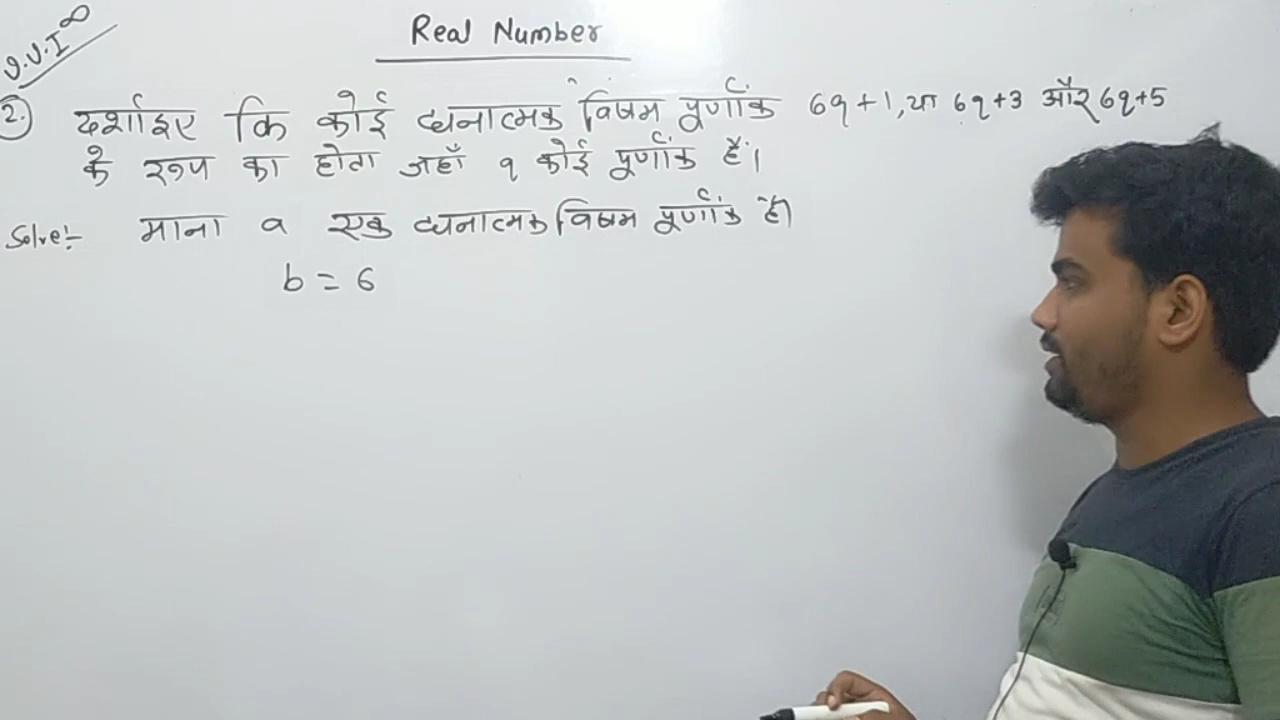 V.V.I
Real Number
2. दर्शाइए कि कोई धनात्मक विषम पूर्णांक 6q+1, या 6q+3 और 6q+5
के रूप का होता जहाँ q कोई पूर्णांक है।
Solve:- माना a एक धनात्मक विषम पूर्णांक है।
b = 6